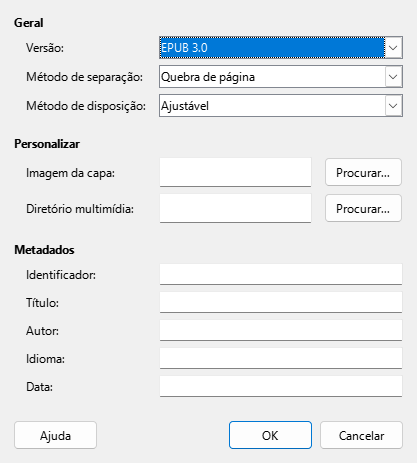 Geral
Versão: EPUB 3.0
Método de separação: Quebra de página
Método de disposição: Ajustável
Personalizar
Imagem da capa: Procurar...
Diretório multimídia: Procurar...
Metadados
Identificador:
Título:
Autor:
Idioma:
Data:
Ajuda OK Cancelar